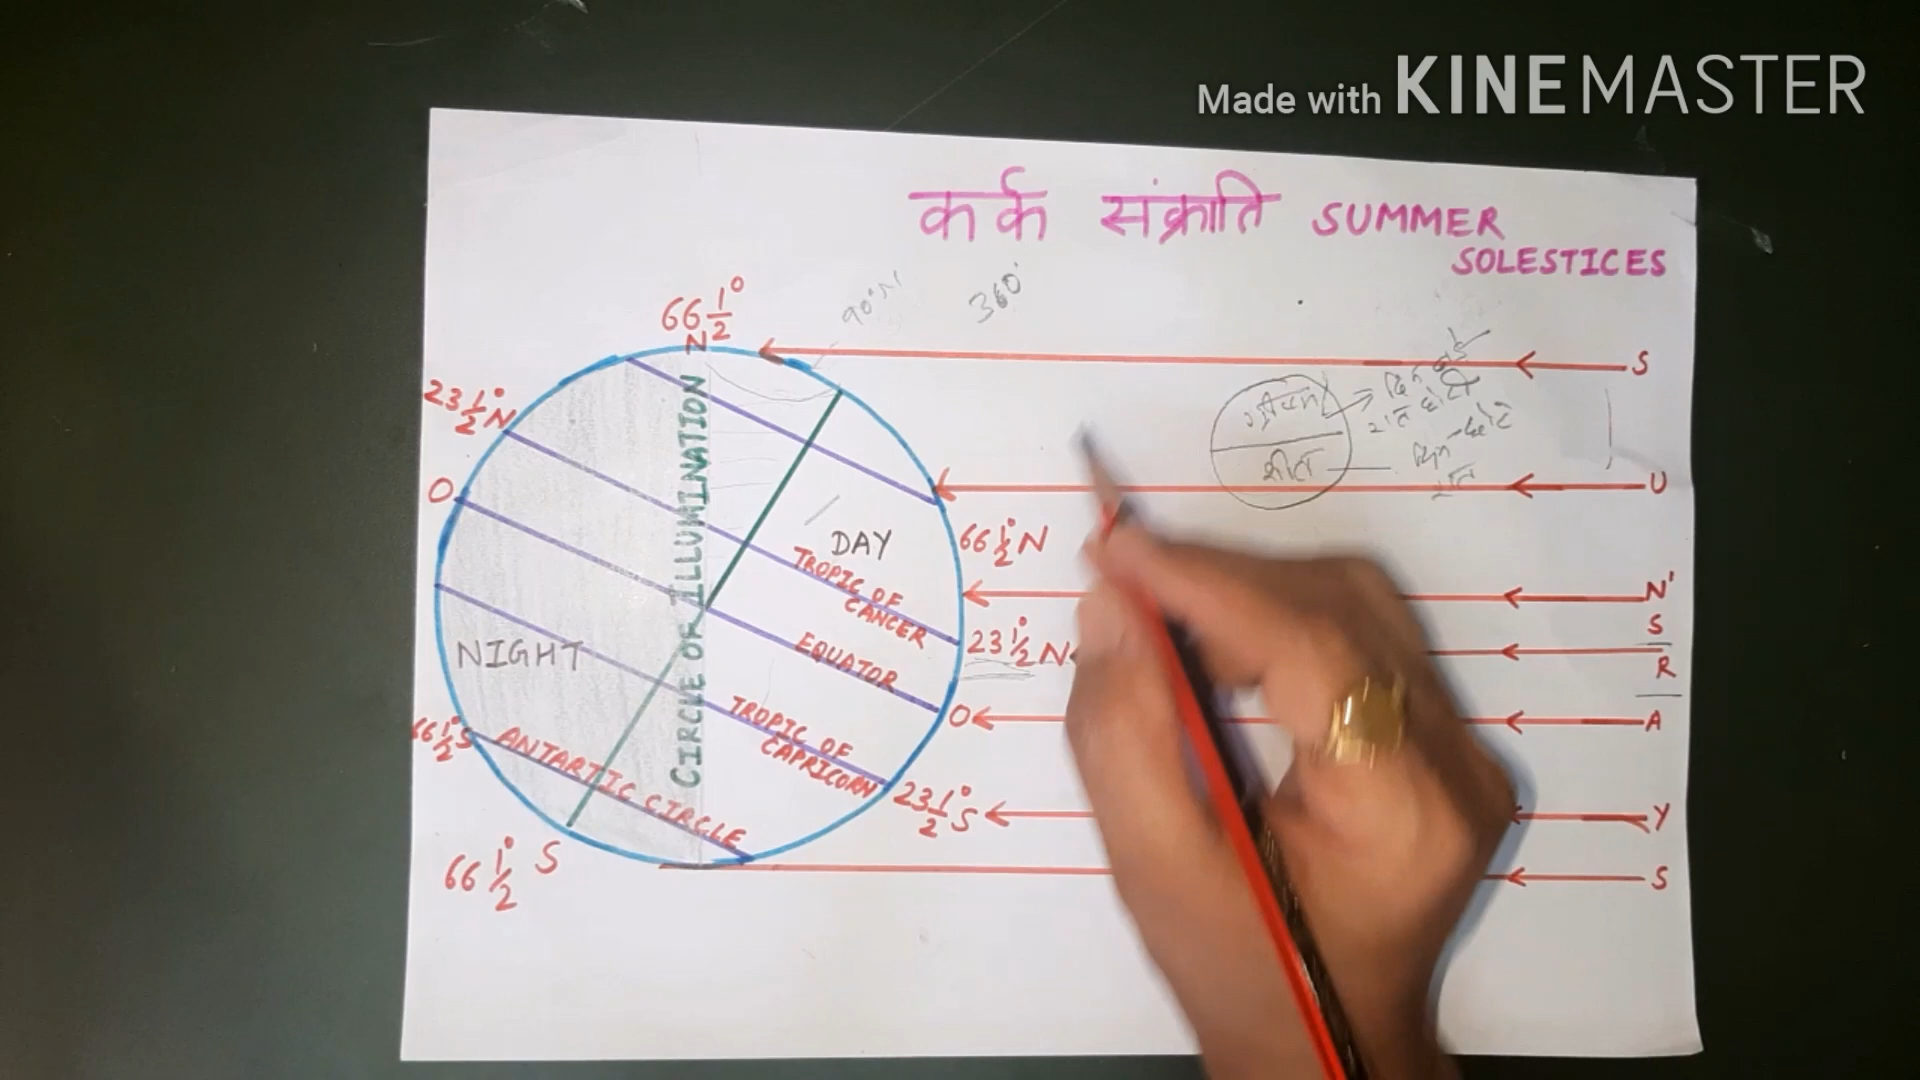 Made with KINEMASTER
कर्क संक्राति SUMMER
SOLESTICES
66 1/2° N
90° N
360°
S
23 1/2° N
U
0
DAY
66 1/2° N
TROPIC OF
CANCER
N'
S
23 1/2° N
R
EQUATOR
NIGHT
CIRCLE OF ILLUMINATION
0
A
TROPIC OF
CAPRICORN
66 1/2° S
ANTARTIC CIRCLE
23 1/2° S
Y
66 1/2° S
S